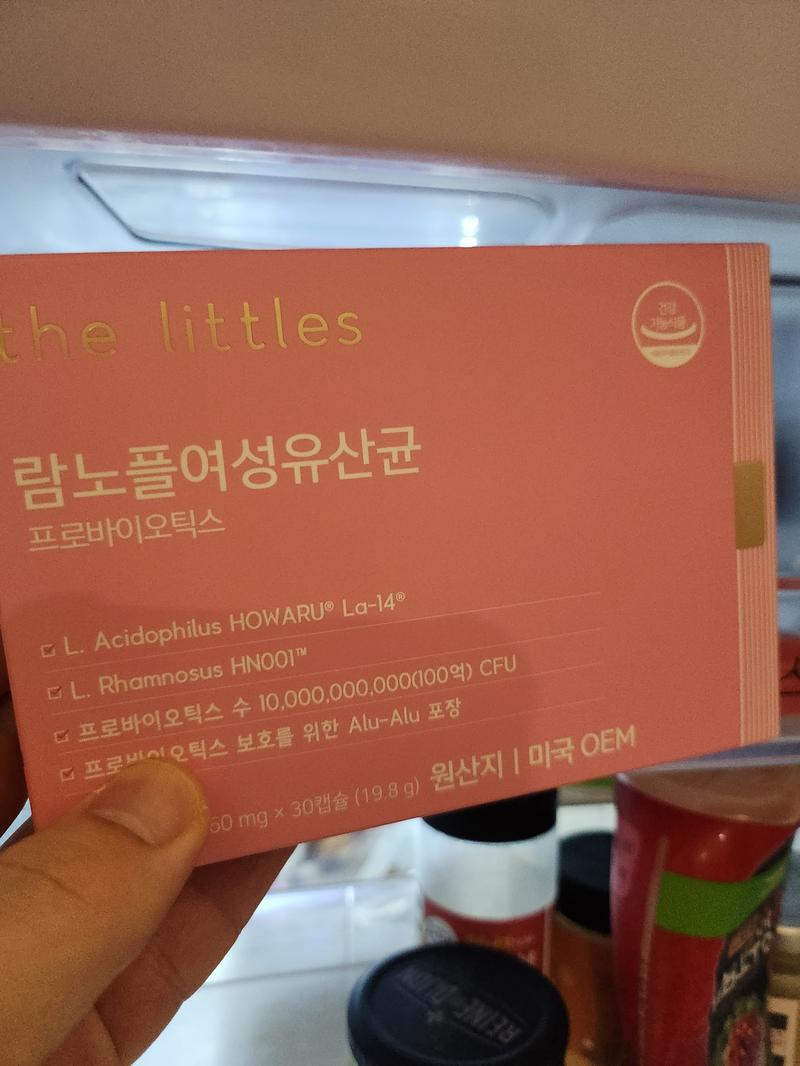 the littles
건강
기능식품
람노플여성유산균
프로바이오틱스
L. Acidophilus HOWARU® La-14®
L. Rhamnosus HN001™
프로바이오틱스 수 10,000,000,000(100억) CFU
프로바이오틱스 보호를 위한 Alu-Alu 포장
60 mg × 30캡슐 (19.8 g)
원산지 | 미국 OEM